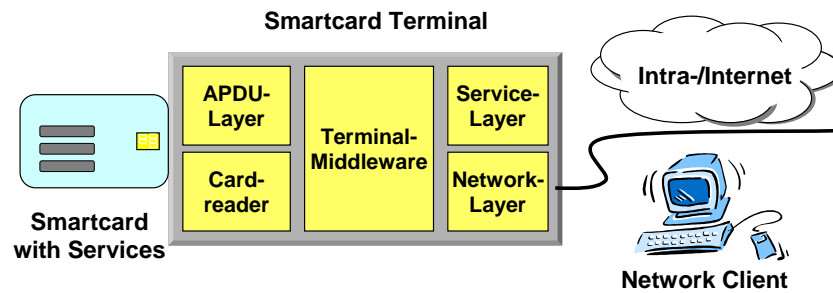 Smartcard Terminal
APDU-
Layer
Card-
reader
Terminal-
Middleware
Service-
Layer
Network-
Layer
Intra-/Internet
Smartcard
with Services
Network Client